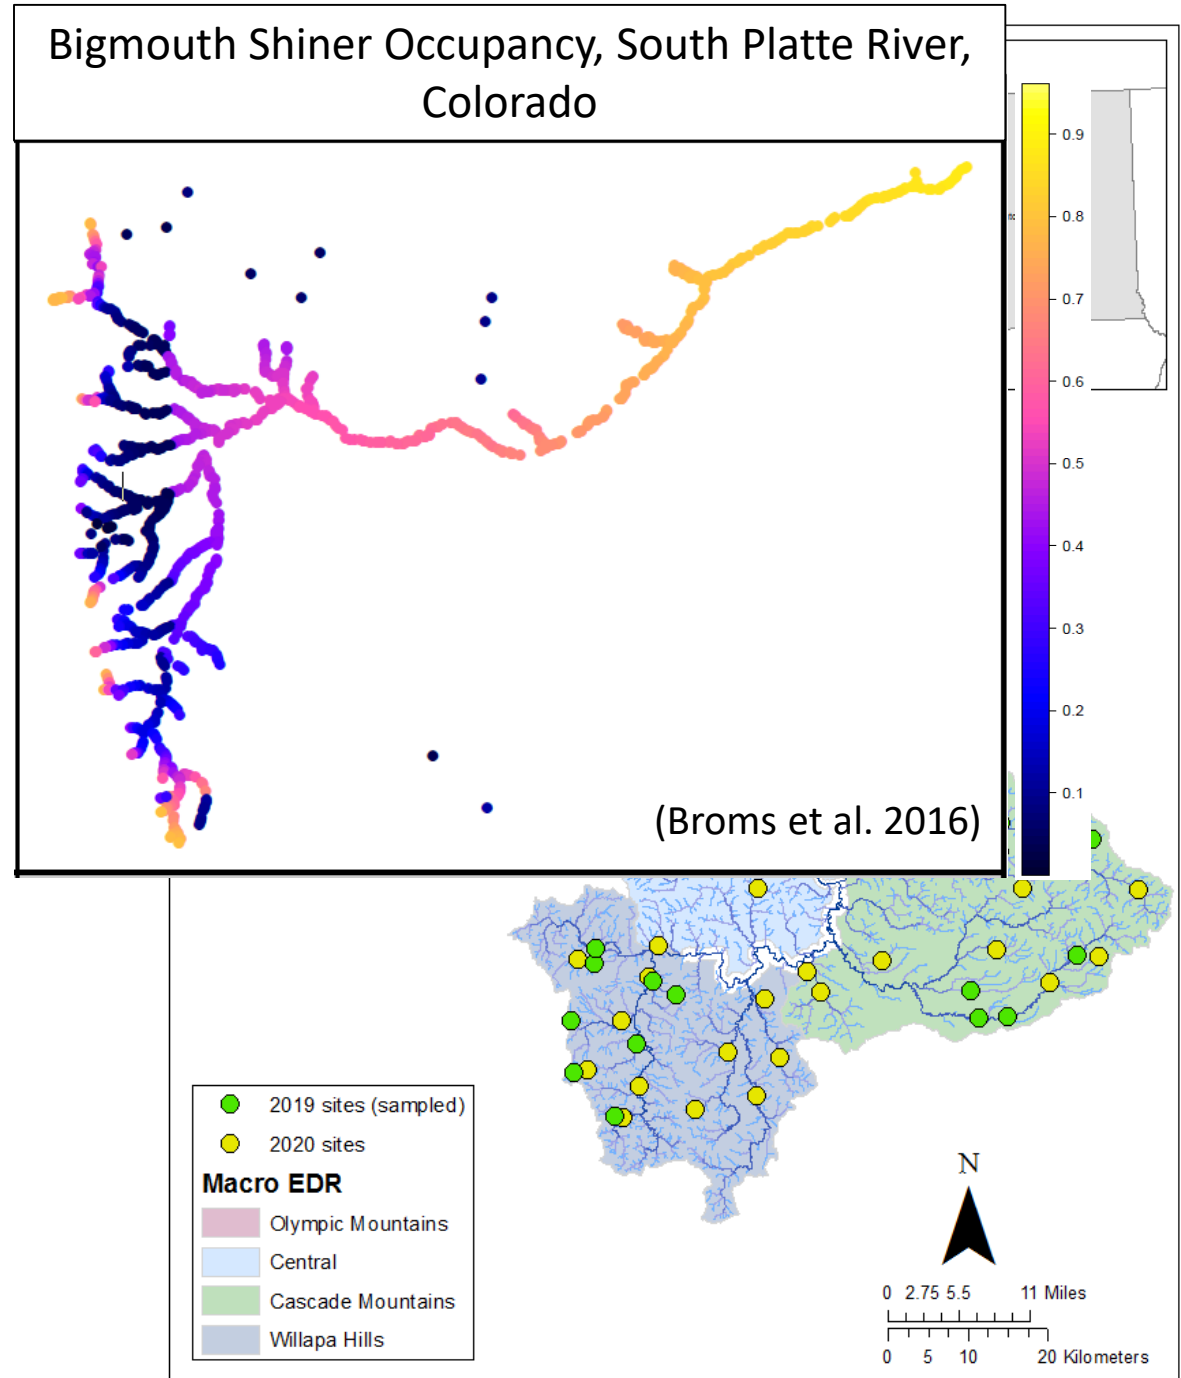 Bigmouth Shiner Occupancy, South Platte River,
Colorado
0.9
0.8
0.7
0.6
0.5
0.4
0.3
0.2
0.1
(Broms et al. 2016)
2019 sites (sampled)
2020 sites
Macro EDR
Olympic Mountains
Central
Cascade Mountains
Willapa Hills
N
0 2.75 5.5 11 Miles
0 5 10 20 Kilometers